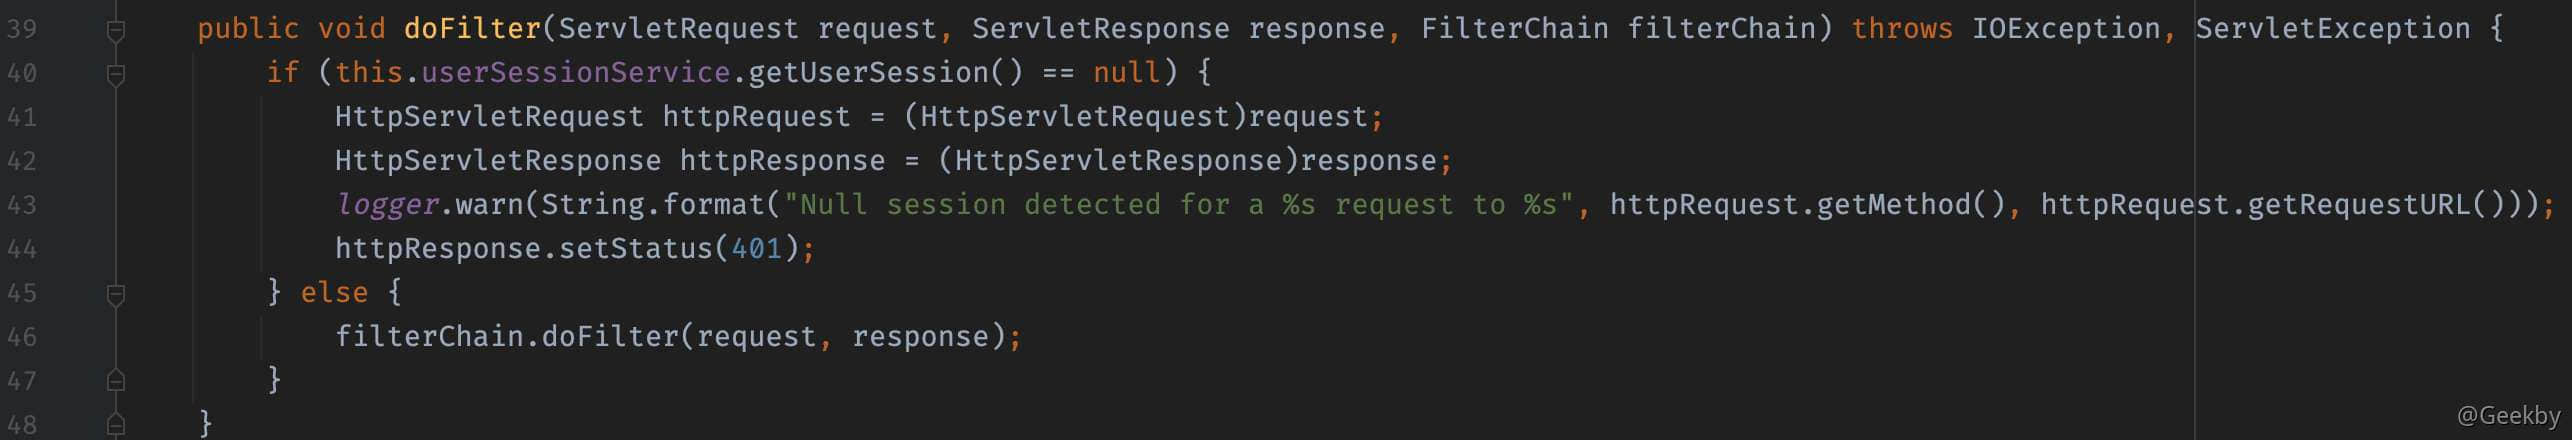 39 public void doFilter(ServletRequest request, ServletResponse response, FilterChain filterChain) throws IOException, ServletException {
40 if (this.userSessionService.getUserSession() == null) {
41 HttpServletRequest httpRequest = (HttpServletRequest)request;
42 HttpServletResponse httpResponse = (HttpServletResponse)response;
43 logger.warn(String.format("Null session detected for a %s request to %s", httpRequest.getMethod(), httpRequest.getRequestURL()));
44 httpResponse.setStatus(401);
45 } else {
46 filterChain.doFilter(request, response);
47 }
48 }
@Geekby